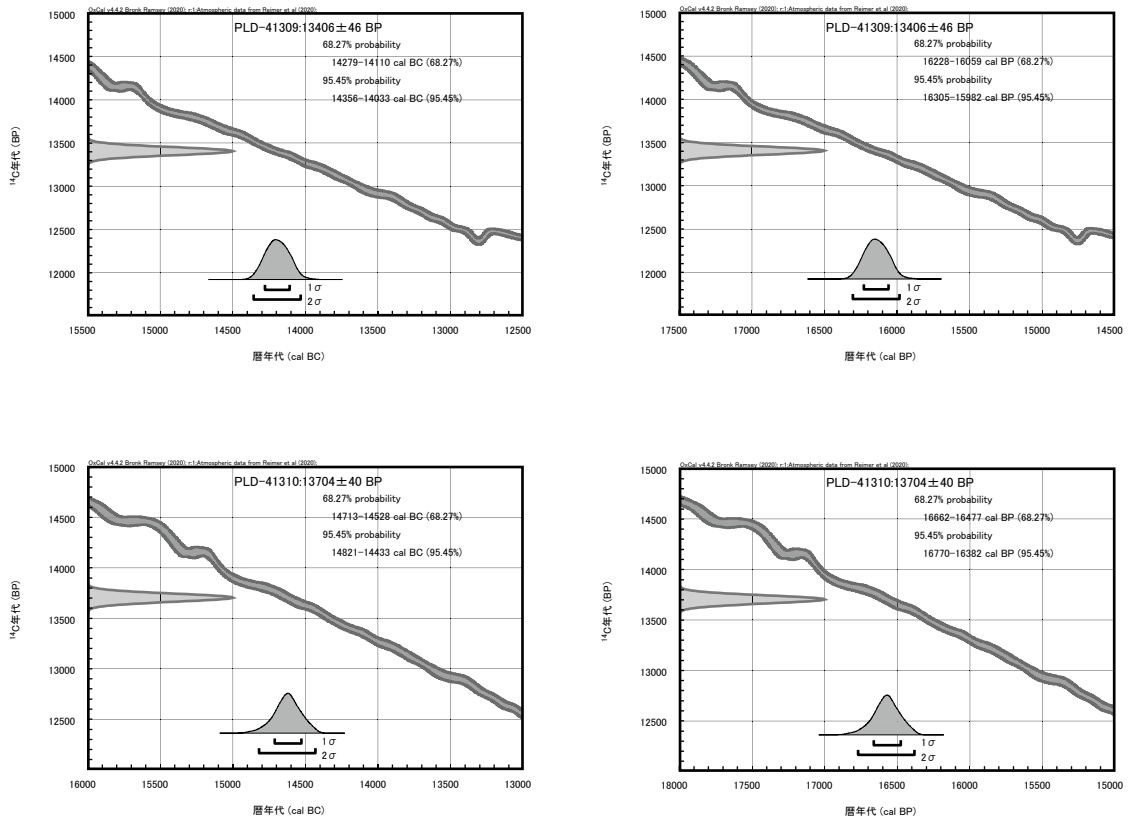 OxCal v4.4.2 Bronk Ramsey (2020); r:1;Atmospheric data from Reimer et al (2020);
PLD-41309:13406±46 BP
68.27% probability
14279-14110 cal BC (68.27%)
95.45% probability
14356-14033 cal BC (95.45%)
15000
14500
14000
13500
13000
12500
12000
¹⁴C年代 (BP)
1σ
2σ
15500 15000 14500 14000 13500 13000 12500
暦年代 (cal BC)
OxCal v4.4.2 Bronk Ramsey (2020); r:1;Atmospheric data from Reimer et al (2020);
PLD-41309:13406±46 BP
68.27% probability
16228-16059 cal BP (68.27%)
95.45% probability
16305-15982 cal BP (95.45%)
15000
14500
14000
13500
13000
12500
12000
¹⁴C年代 (BP)
1σ
2σ
17500 17000 16500 16000 15500 15000 14500
暦年代 (cal BP)
OxCal v4.4.2 Bronk Ramsey (2020); r:1;Atmospheric data from Reimer et al (2020);
PLD-41310:13704±40 BP
68.27% probability
14713-14528 cal BC (68.27%)
95.45% probability
14821-14433 cal BC (95.45%)
15000
14500
14000
13500
13000
12500
¹⁴C年代 (BP)
1σ
2σ
16000 15500 15000 14500 14000 13500 13000
暦年代 (cal BC)
OxCal v4.4.2 Bronk Ramsey (2020); r:1;Atmospheric data from Reimer et al (2020);
PLD-41310:13704±40 BP
68.27% probability
16662-16477 cal BP (68.27%)
95.45% probability
16770-16382 cal BP (95.45%)
15000
14500
14000
13500
13000
12500
¹⁴C年代 (BP)
1σ
2σ
18000 17500 17000 16500 16000 15500 15000
暦年代 (cal BP)